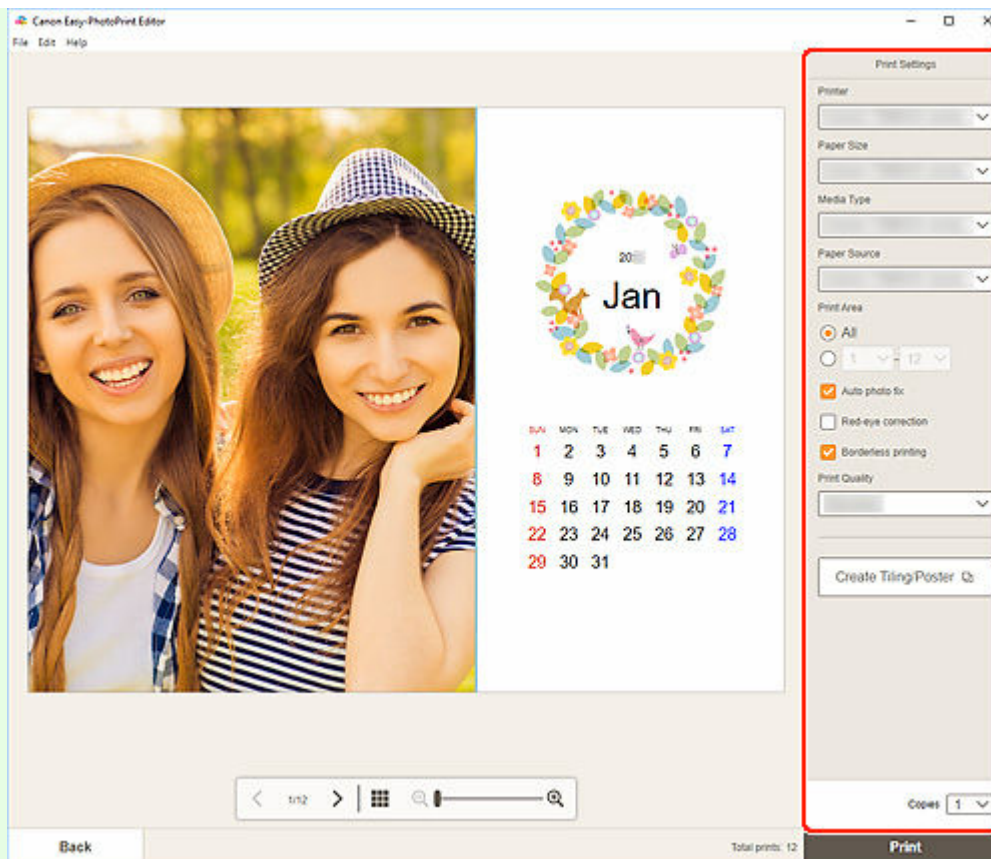 Canon Easy-PhotoPrint Editor
File Edit Help
Print Settings
Printer
Paper Size
Media Type
Paper Source
Print Area
All
1 - 12
Auto photo fix
Red-eye correction
Borderless printing
Print Quality
Create Tiling/Poster
Copies 1
20
Jan
SUN MON TUE WED THU FRI SAT
1 2 3 4 5 6 7
8 9 10 11 12 13 14
15 16 17 18 19 20 21
22 23 24 25 26 27 28
29 30 31
1/12
Back
Total prints: 12
Print